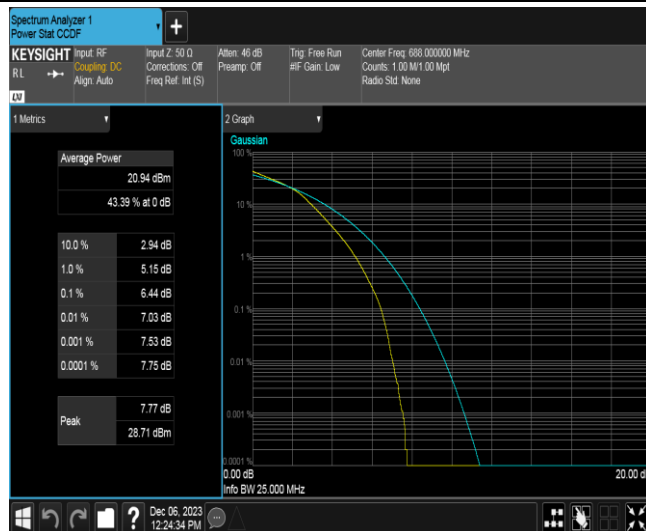 Spectrum Analyzer 1
Power Stat CCDF
+
KEYSIGHT
RL
Input: RF
Coupling: DC
Align: Auto
Input Z: 50 Ω
Corrections: Off
Freq Ref: Int (S)
Atten: 46 dB
Preamp: Off
Trig: Free Run
#IF Gain: Low
Center Freq: 688.000000 MHz
Counts: 1.00 M/1.00 Mpt
Radio Std: None
1 Metrics
Average Power
20.94 dBm
43.39 % at 0 dB
10.0 % 2.94 dB
1.0 % 5.15 dB
0.1 % 6.44 dB
0.01 % 7.03 dB
0.001 % 7.53 dB
0.0001 % 7.75 dB
Peak 7.77 dB
28.71 dBm
2 Graph
Gaussian
100 %
10 %
1 %
0.1 %
0.01 %
0.001 %
0.0001 %
0.00 dB
20.00 d
Info BW 25.000 MHz
?
Dec 06, 2023
12:24:34 PM